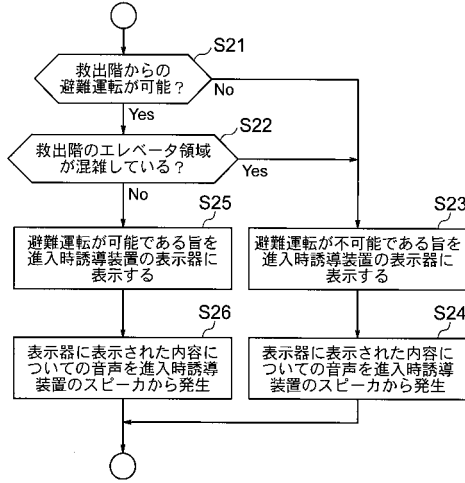 S21
救出階からの
避難運転が可能？
No
Yes
S22
救出階のエレベータ領域
が混雑している？
Yes
No
S25
避難運転が可能である旨を
進入時誘導装置の表示器に
表示する
S23
避難運転が不可能である旨を
進入時誘導装置の表示器に
表示する
S26
表示器に表示された内容に
ついての音声を進入時誘導
装置のスピーカから発生
S24
表示器に表示された内容に
ついての音声を進入時誘導
装置のスピーカから発生